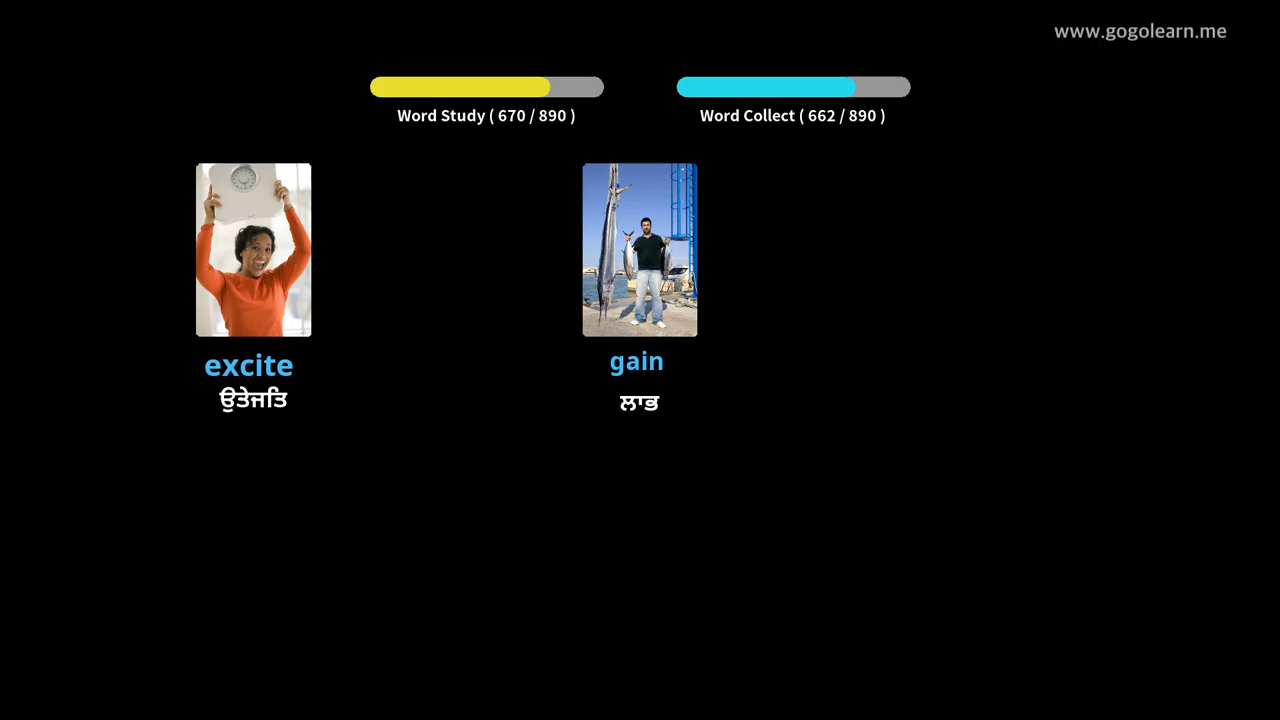 www.gogolearn.me
Word Study ( 670 / 890 )
Word Collect ( 662 / 890 )
excite
ਉਤੇਜਤਿ
gain
ਲਾਭ